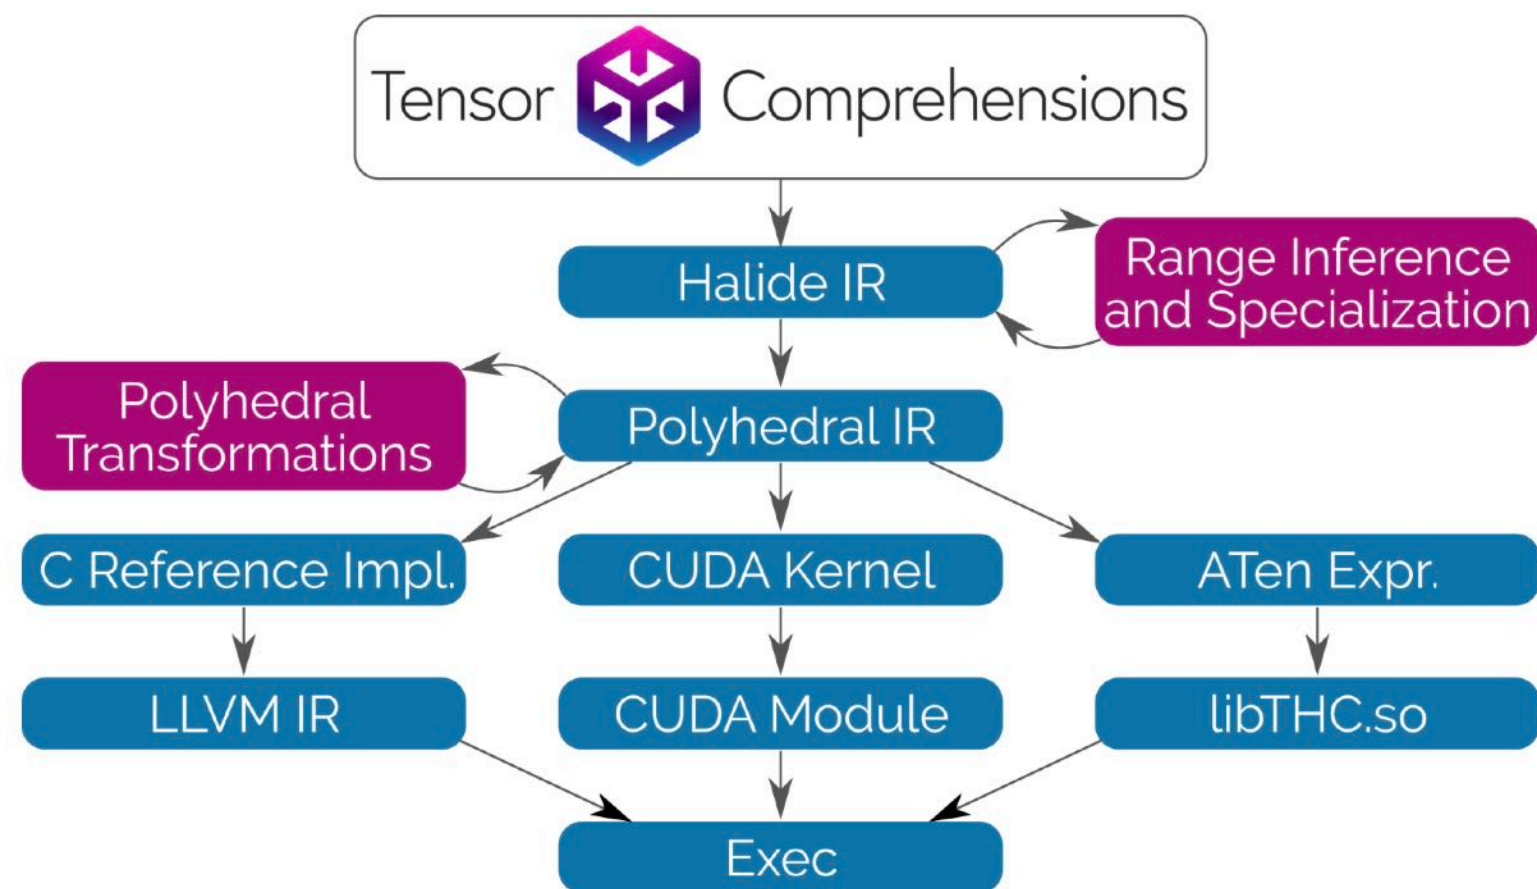 Tensor Comprehensions
Halide IR
Range Inference
and Specialization
Polyhedral
Transformations
Polyhedral IR
C Reference Impl.
CUDA Kernel
ATen Expr.
LLVM IR
CUDA Module
libTHC.so
Exec